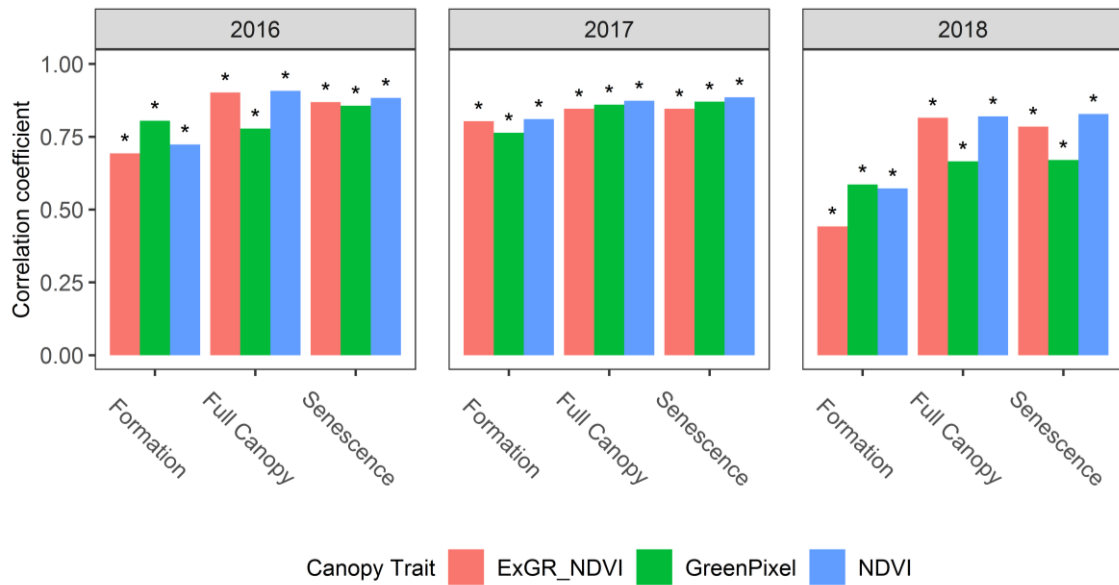 2016
2017
2018
Correlation coefficient
1.00
0.75
0.50
0.25
0.00
* * * * * * * * *
* * * * * * * * *
* * * * * * * * *
Formation
Full Canopy
Senescence
Formation
Full Canopy
Senescence
Formation
Full Canopy
Senescence
Canopy Trait ExGR_NDVI GreenPixel NDVI